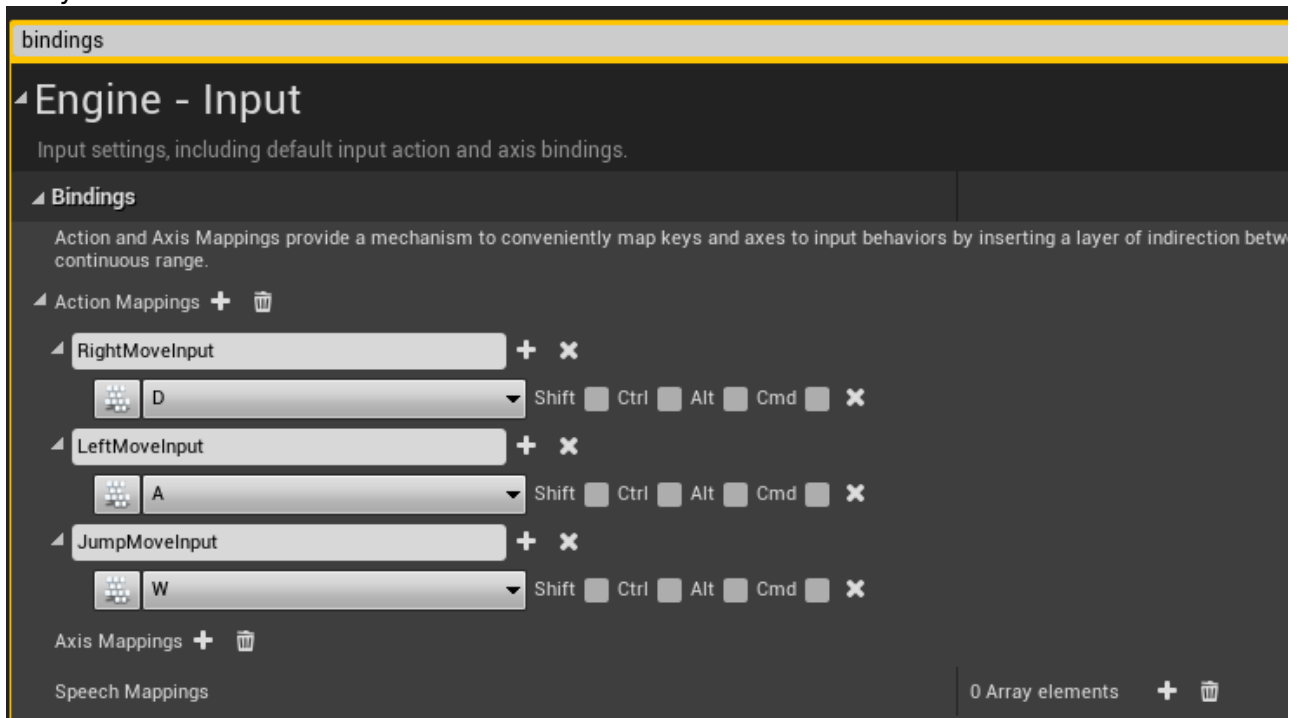 bindings
Engine - Input
Input settings, including default input action and axis bindings.
Bindings
Action and Axis Mappings provide a mechanism to conveniently map keys and axes to input behaviors by inserting a layer of indirection
continuous range.
Action Mappings
RightMoveInput
D Shift Ctrl Alt Cmd
LeftMoveInput
A Shift Ctrl Alt Cmd
JumpMoveInput
W Shift Ctrl Alt Cmd
Axis Mappings
Speech Mappings 0 Array elements